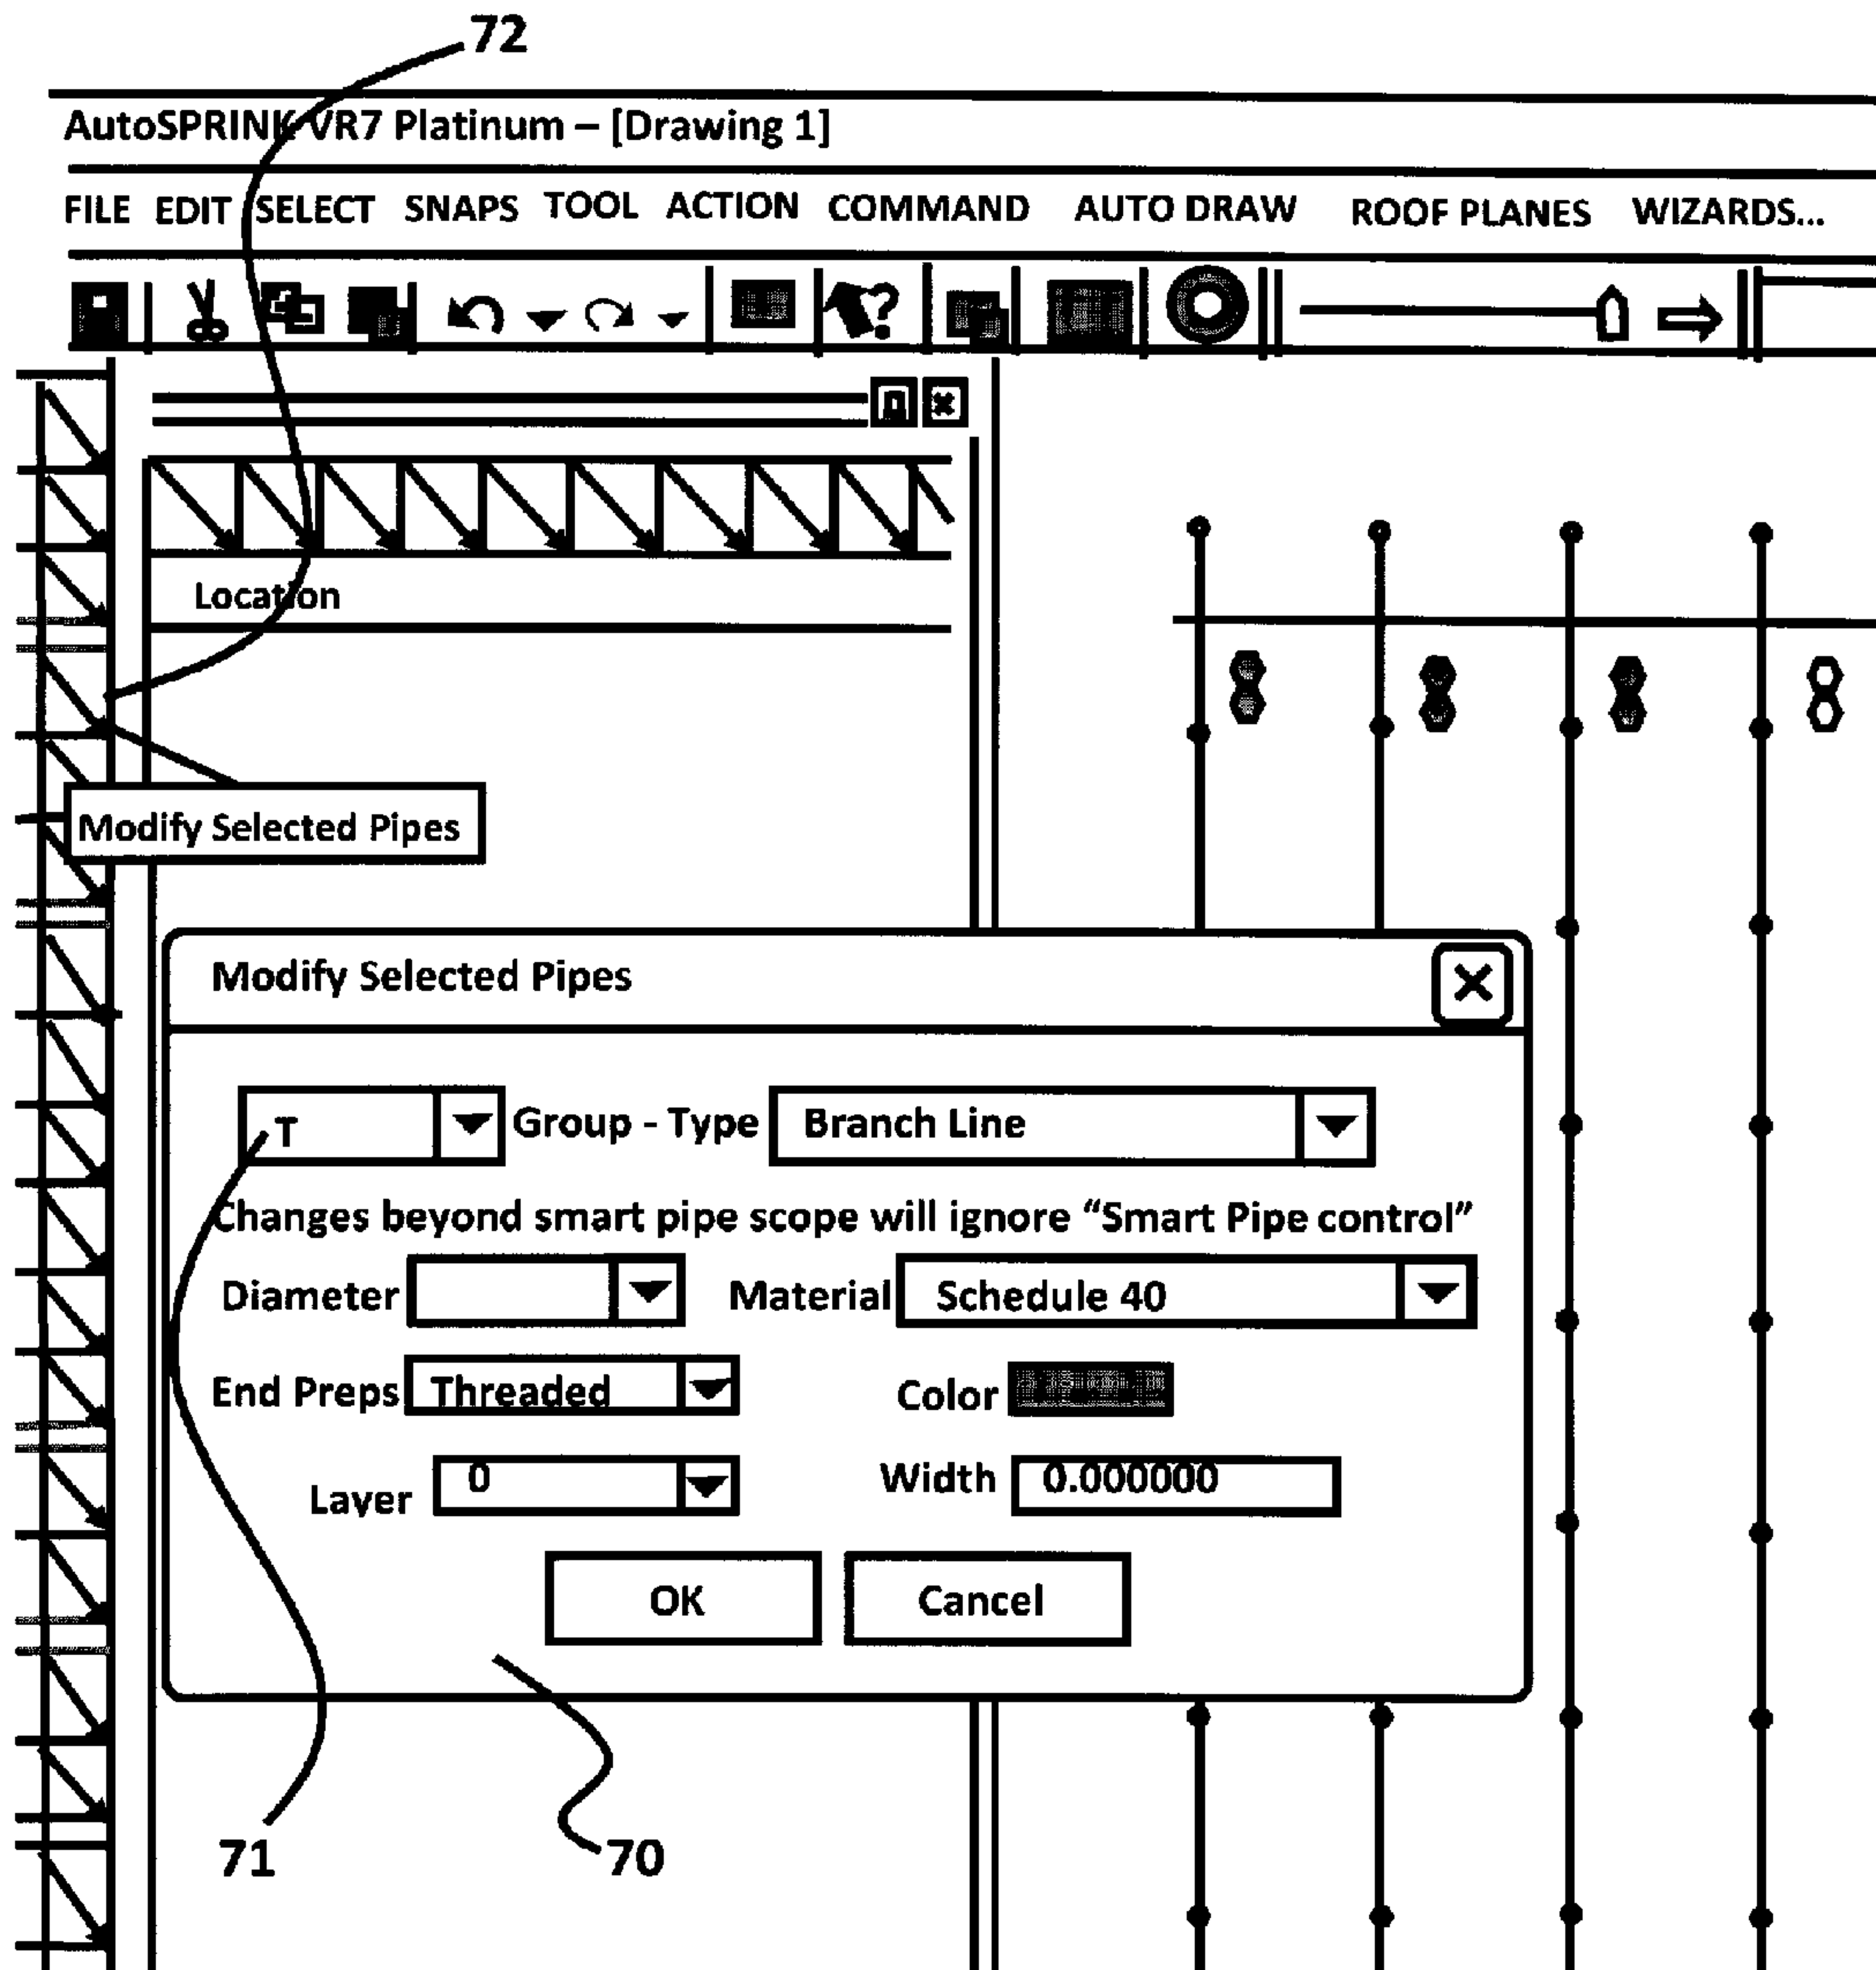 72
AutoSPRINK VR7 Platinum – [Drawing 1]
FILE EDIT SELECT SNAPS TOOL ACTION COMMAND AUTO DRAW ROOF PLANES WIZARDS...
?
Location
Modify Selected Pipes
Modify Selected Pipes
T Group - Type Branch Line
Changes beyond smart pipe scope will ignore “Smart Pipe control”
Diameter Material Schedule 40
End Preps Threaded Color
Layer 0 Width 0.000000
OK Cancel
71 70